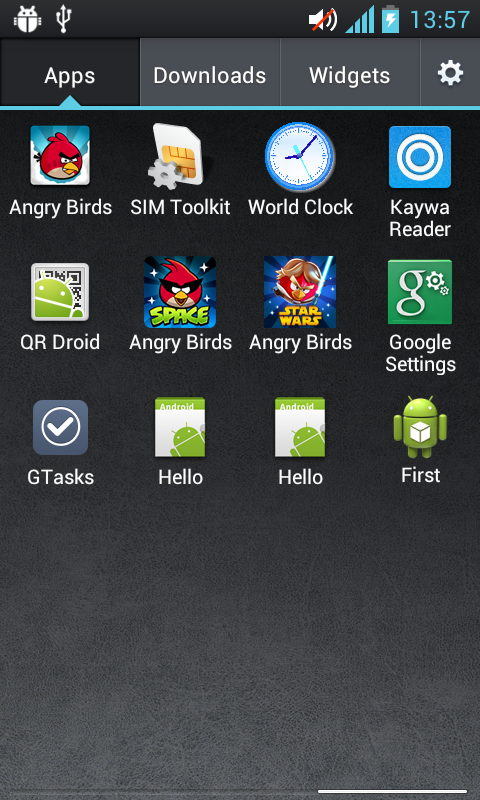 13:57
Apps Downloads Widgets
Angry Birds SIM Toolkit World Clock Kaywa Reader
QR Droid
SPACE
Angry Birds
STAR WARS
Angry Birds
g
Google Settings
GTasks
Android
Hello
Android
Hello
First